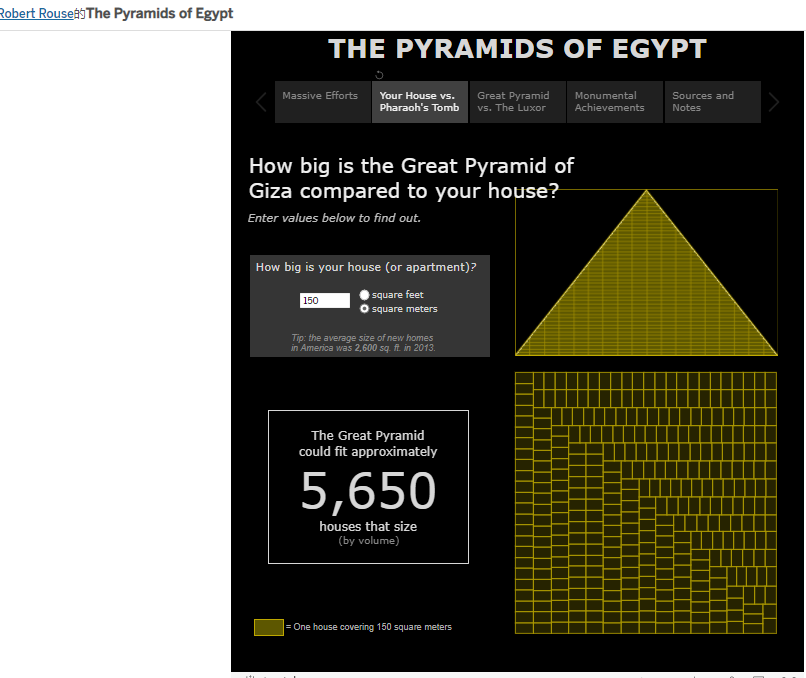 Robert Rouse的The Pyramids of Egypt
THE PYRAMIDS OF EGYPT
Massive Efforts
Your House vs.
Pharaoh's Tomb
Great Pyramid
vs. The Luxor
Monumental
Achievements
Sources and
Notes
How big is the Great Pyramid of
Giza compared to your house?
Enter values below to find out.
How big is your house (or apartment)?
150
square feet
square meters
Tip: the average size of new homes
in America was 2,600 sq. ft. in 2013.
The Great Pyramid
could fit approximately
5,650
houses that size
(by volume)
= One house covering 150 square meters